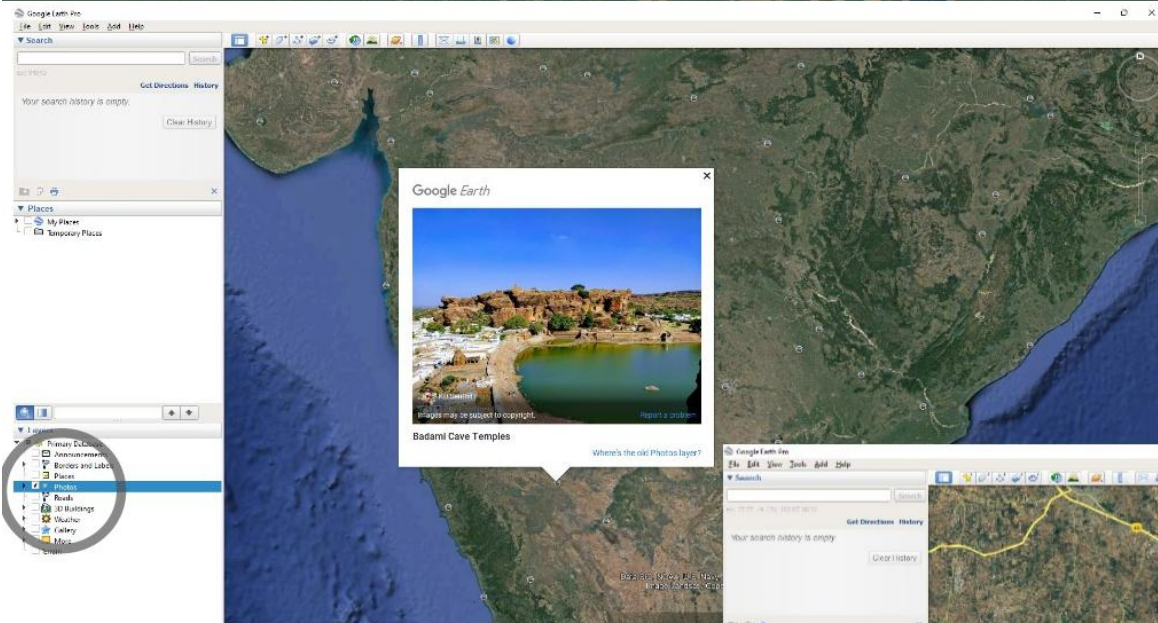 Google Earth Pro
File Edit View Tools Add Help
Search
Search
Get Directions History
Your search history is empty.
Clear History
Places
My Places
Temporary Places
Layers
Primary Database
Announcements
Borders and Labels
Places
Photos
Roads
3D Buildings
Weather
Gallery
More
Terrain
Google Earth
Images may be subject to copyright.
Report a problem
Badami Cave Temples
Where's the old Photos layer?
Google Earth Pro
File Edit View Tools Add Help
Search
Search
Get Directions History
Your search history is empty
Clear History